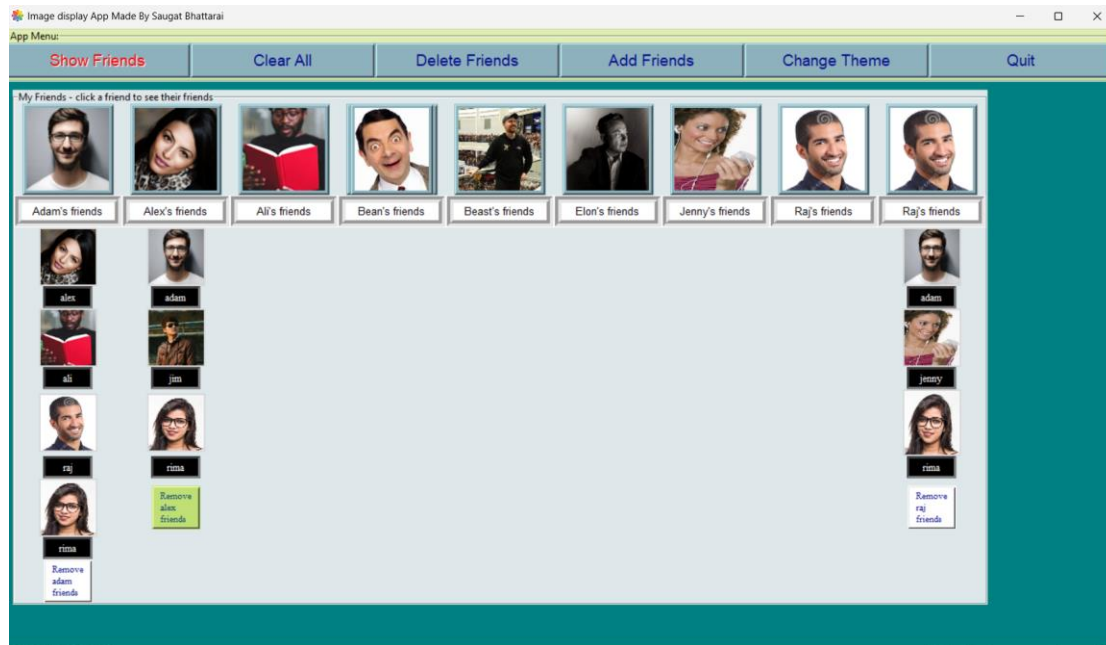 Image display App Made By Saugat Bhattarai
App Menu:
Show Friends Clear All Delete Friends Add Friends Change Theme Quit
My Friends - click a friend to see their friends
Adam's friends Alex's friends Ali's friends Bean's friends Beast's friends Elon's friends Jenny's friends Raj's friends Raj's friends
alex adam adam
ali jim jenny
raj rima rima
Remove
alex
friends
Remove
raj
friends
rima
Remove
adam
friends